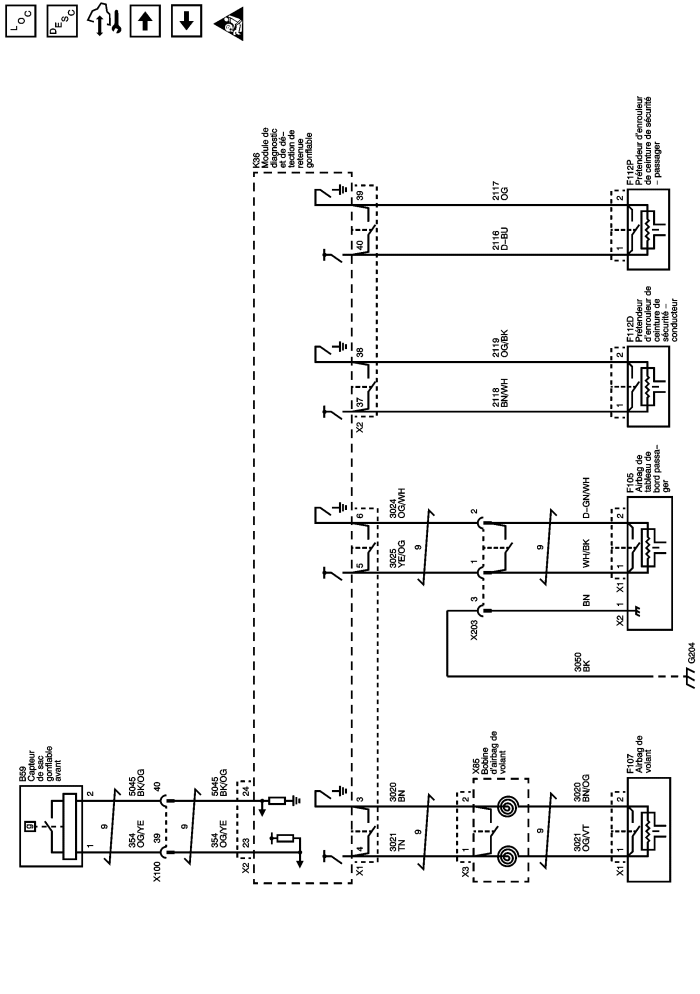 L O C
D E S C
B59
Capteur
de sac
gonflable
avant
g
1
2
9
354
OG/YE
5045
BK/OG
X100
39
40
9
354
OG/YE
5045
BK/OG
X2
23
24
K36
Module de
diagnostic
et de dé–
tection de
retenue
gonflable
X1
4
3
5
6
X2
37
38
40
39
3021
TN
3020
BN
9
3025
YE/OG
3024
OG/WH
9
2118
BN/WH
2119
OG/BK
2116
D–BU
2117
OG
X3
1
2
X85
Bobine
d'airbag de
volant
X203
3
1
2
3021
OG/VT
3020
BN/OG
9
3050
BK
BN
WH/BK
D–GN/WH
9
X1
1
2
F107
Airbag de
volant
G204
X2
1
X1
1
2
F105
Airbag de
tableau de
bord passa–
ger
1
2
F112D
Prétendeur
d'enrouleur de
ceinture de
sécurité –
conducteur
1
2
F112P
Prétendeur d'enrouleur
de ceinture de sécurité
– passager